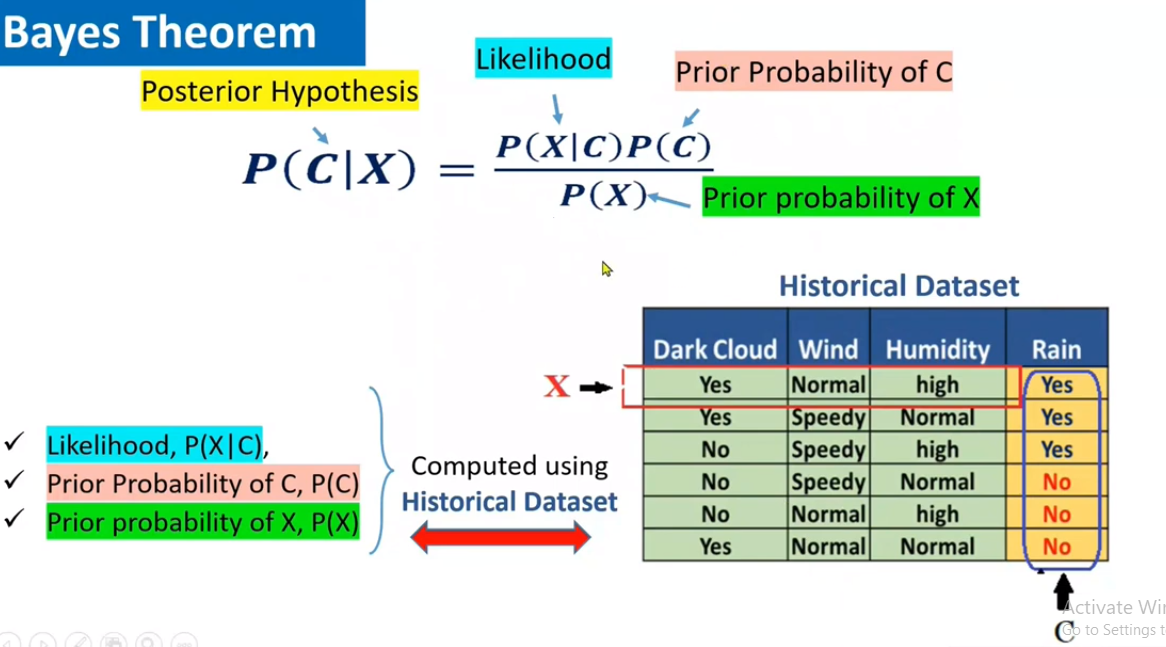 Bayes Theorem
Likelihood
Prior Probability of C
Posterior Hypothesis
P(C|X) = P(X|C)P(C)
P(X)
Prior probability of X
Historical Dataset
Dark Cloud Wind Humidity Rain
X Yes Normal high Yes
Yes Speedy Normal Yes
No Speedy high Yes
No Speedy Normal No
No Normal high No
Yes Normal Normal No
✓ Likelihood, P(X|C),
✓ Prior Probability of C, P(C)
✓ Prior probability of X, P(X)
Computed using
Historical Dataset
C
Activate Wi
Go to Settings t